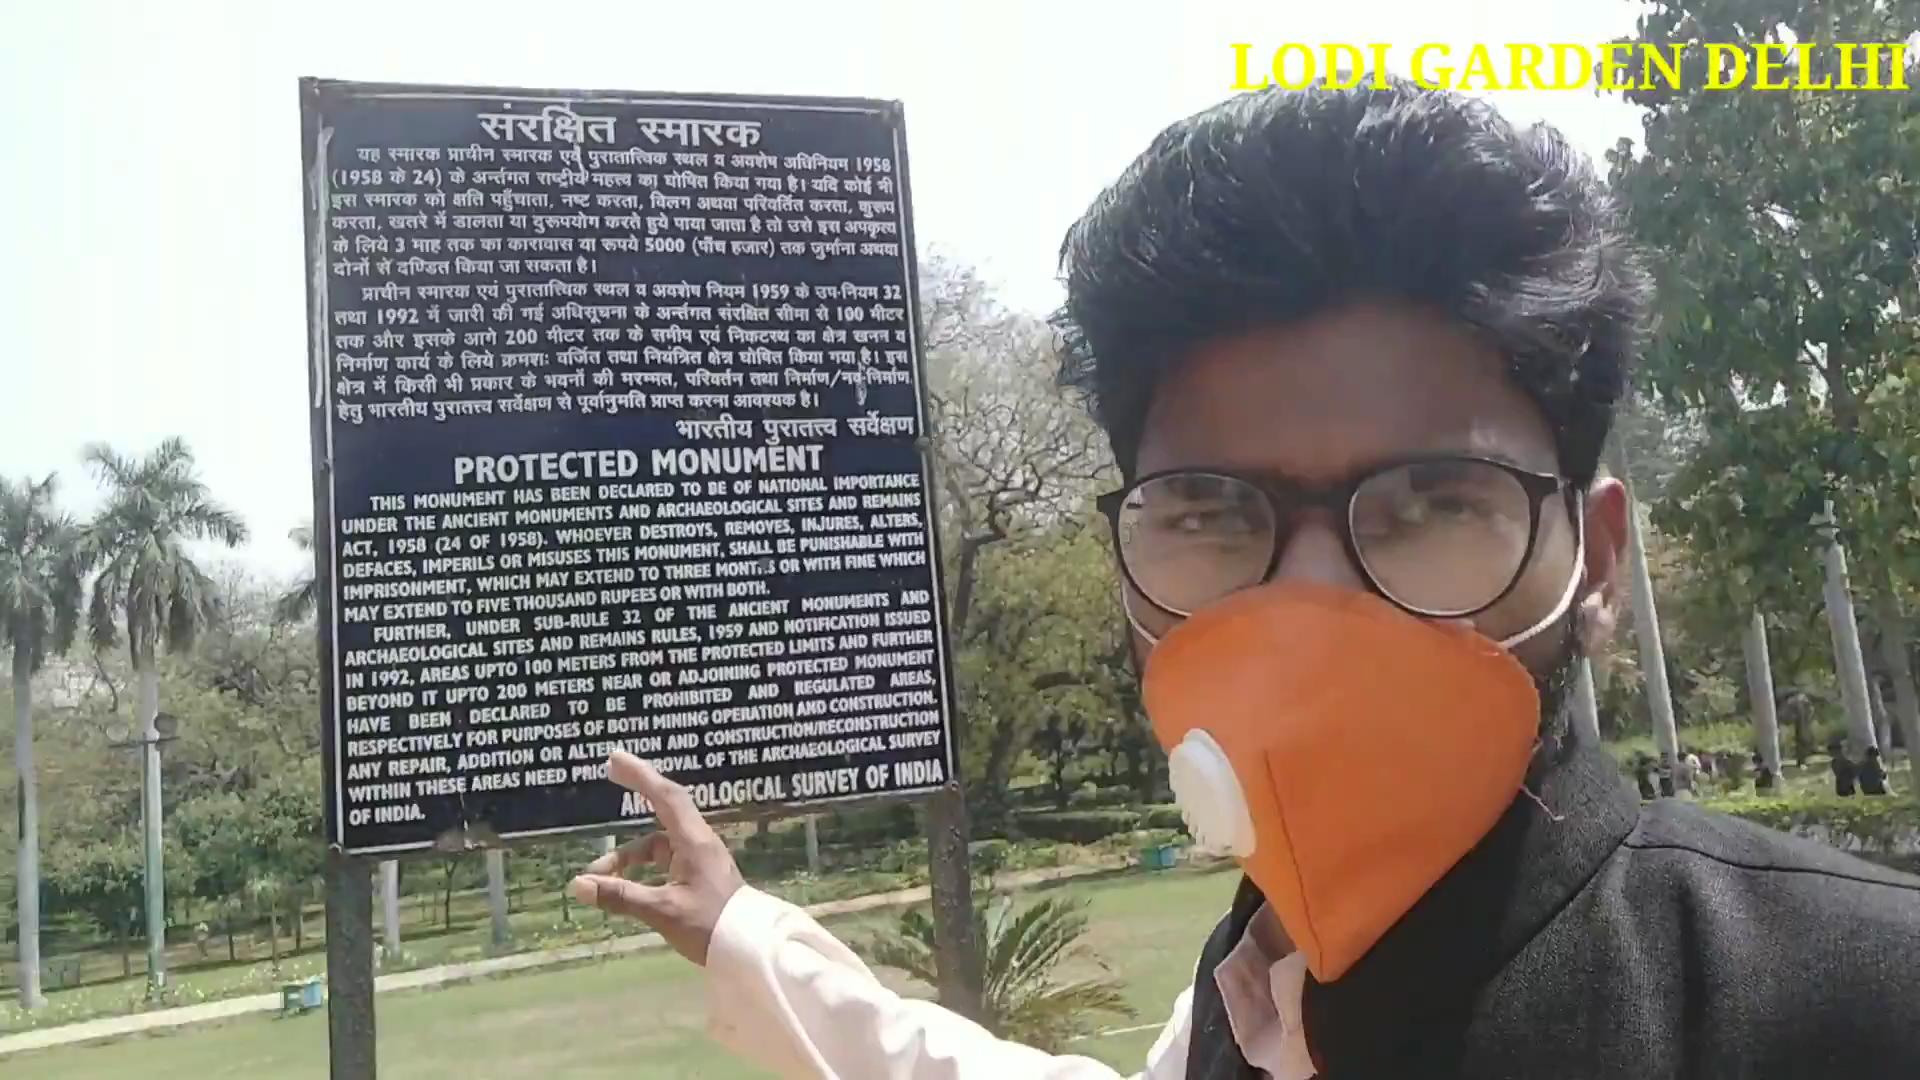 LODI GARDEN DELHI
संरक्षित स्मारक
यह स्मारक प्राचीन स्मारक एवं पुरातात्त्विक स्थल व अवशेष अधिनियम 1958
(1958 के 24) के अर्न्तगत राष्ट्रीय महत्त्व का घोषित किया गया है। यदि कोई भी
इस स्मारक को क्षति पहुँचाता, नष्ट करता, विलग अथवा परिवर्तित करता, कुरूप
करता, खतरे में डालता या दुरूपयोग करते हुये पाया जाता है तो उसे इस अपकृत्य
के लिये 3 माह तक का कारावास या रूपये 5000 (पाँच हजार) तक जुर्माना अथवा
दोनों से दण्डित किया जा सकता है।
प्राचीन स्मारक एवं पुरातात्त्विक स्थल व अवशेष नियम 1959 के उप-नियम 32
तथा 1992 में जारी की गई अधिसूचना के अर्न्तगत संरक्षित सीमा से 100 मीटर
तक और इसके आगे 200 मीटर तक के समीप एवं निकटस्थ का क्षेत्र खनन व
निर्माण कार्य के लिये क्रमशः वर्जित तथा नियंत्रित क्षेत्र घोषित किया गया है। इस
क्षेत्र में किसी भी प्रकार के भवनों की मरम्मत, परिवर्तन तथा निर्माण/नव-निर्माण
हेतु भारतीय पुरातत्त्व सर्वेक्षण से पूर्वानुमति प्राप्त करना आवश्यक है।
भारतीय पुरातत्त्व सर्वेक्षण
PROTECTED MONUMENT
THIS MONUMENT HAS BEEN DECLARED TO BE OF NATIONAL IMPORTANCE
UNDER THE ANCIENT MONUMENTS AND ARCHAEOLOGICAL SITES AND REMAINS
ACT, 1958 (24 OF 1958). WHOEVER DESTROYS, REMOVES, INJURES, ALTERS,
DEFACES, IMPERILS OR MISUSES THIS MONUMENT, SHALL BE PUNISHABLE WITH
IMPRISONMENT, WHICH MAY EXTEND TO THREE OR WITH FINE WHICH
MAY EXTEND TO FIVE THOUSAND RUPEES OR WITH BOTH.
FURTHER, UNDER SUB-RULE 32 OF THE ANCIENT MONUMENTS AND
ARCHAEOLOGICAL SITES AND REMAINS RULES, 1959 AND NOTIFICATION ISSUED
IN 1992, AREAS UPTO 100 METERS FROM THE PROTECTED LIMITS AND FURTHER
BEYOND IT UPTO 200 METERS NEAR OR ADJOINING PROTECTED MONUMENT
HAVE BEEN DECLARED TO BE PROHIBITED AND REGULATED AREAS,
RESPECTIVELY FOR PURPOSES OF BOTH MINING OPERATION AND CONSTRUCTION.
ANY REPAIR, ADDITION OR ALTERATION AND CONSTRUCTION/RECONSTRUCTION
WITHIN THESE AREAS NEED OF THE ARCHAEOLOGICAL SURVEY
OF INDIA.
SURVEY OF INDIA